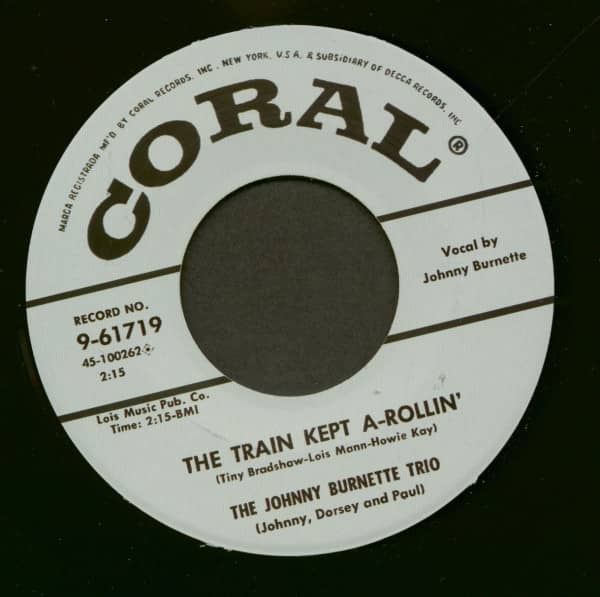 MARCA REGISTRADA MF'D BY CORAL RECORDS, INC., NEW YORK, U.S.A. & SUBSIDIARY OF DECCA RECORDS, INC
CORAL®
Vocal by
Johnny Burnette
RECORD NO.
9-61719
45-100262
2:15
Lois Music Pub. Co.
Time: 2:15-BMI
THE TRAIN KEPT A-ROLLIN'
(Tiny Bradshaw-Lois Mann-Howie Kay)
THE JOHNNY BURNETTE TRIO
(Johnny, Dorsey and Paul)